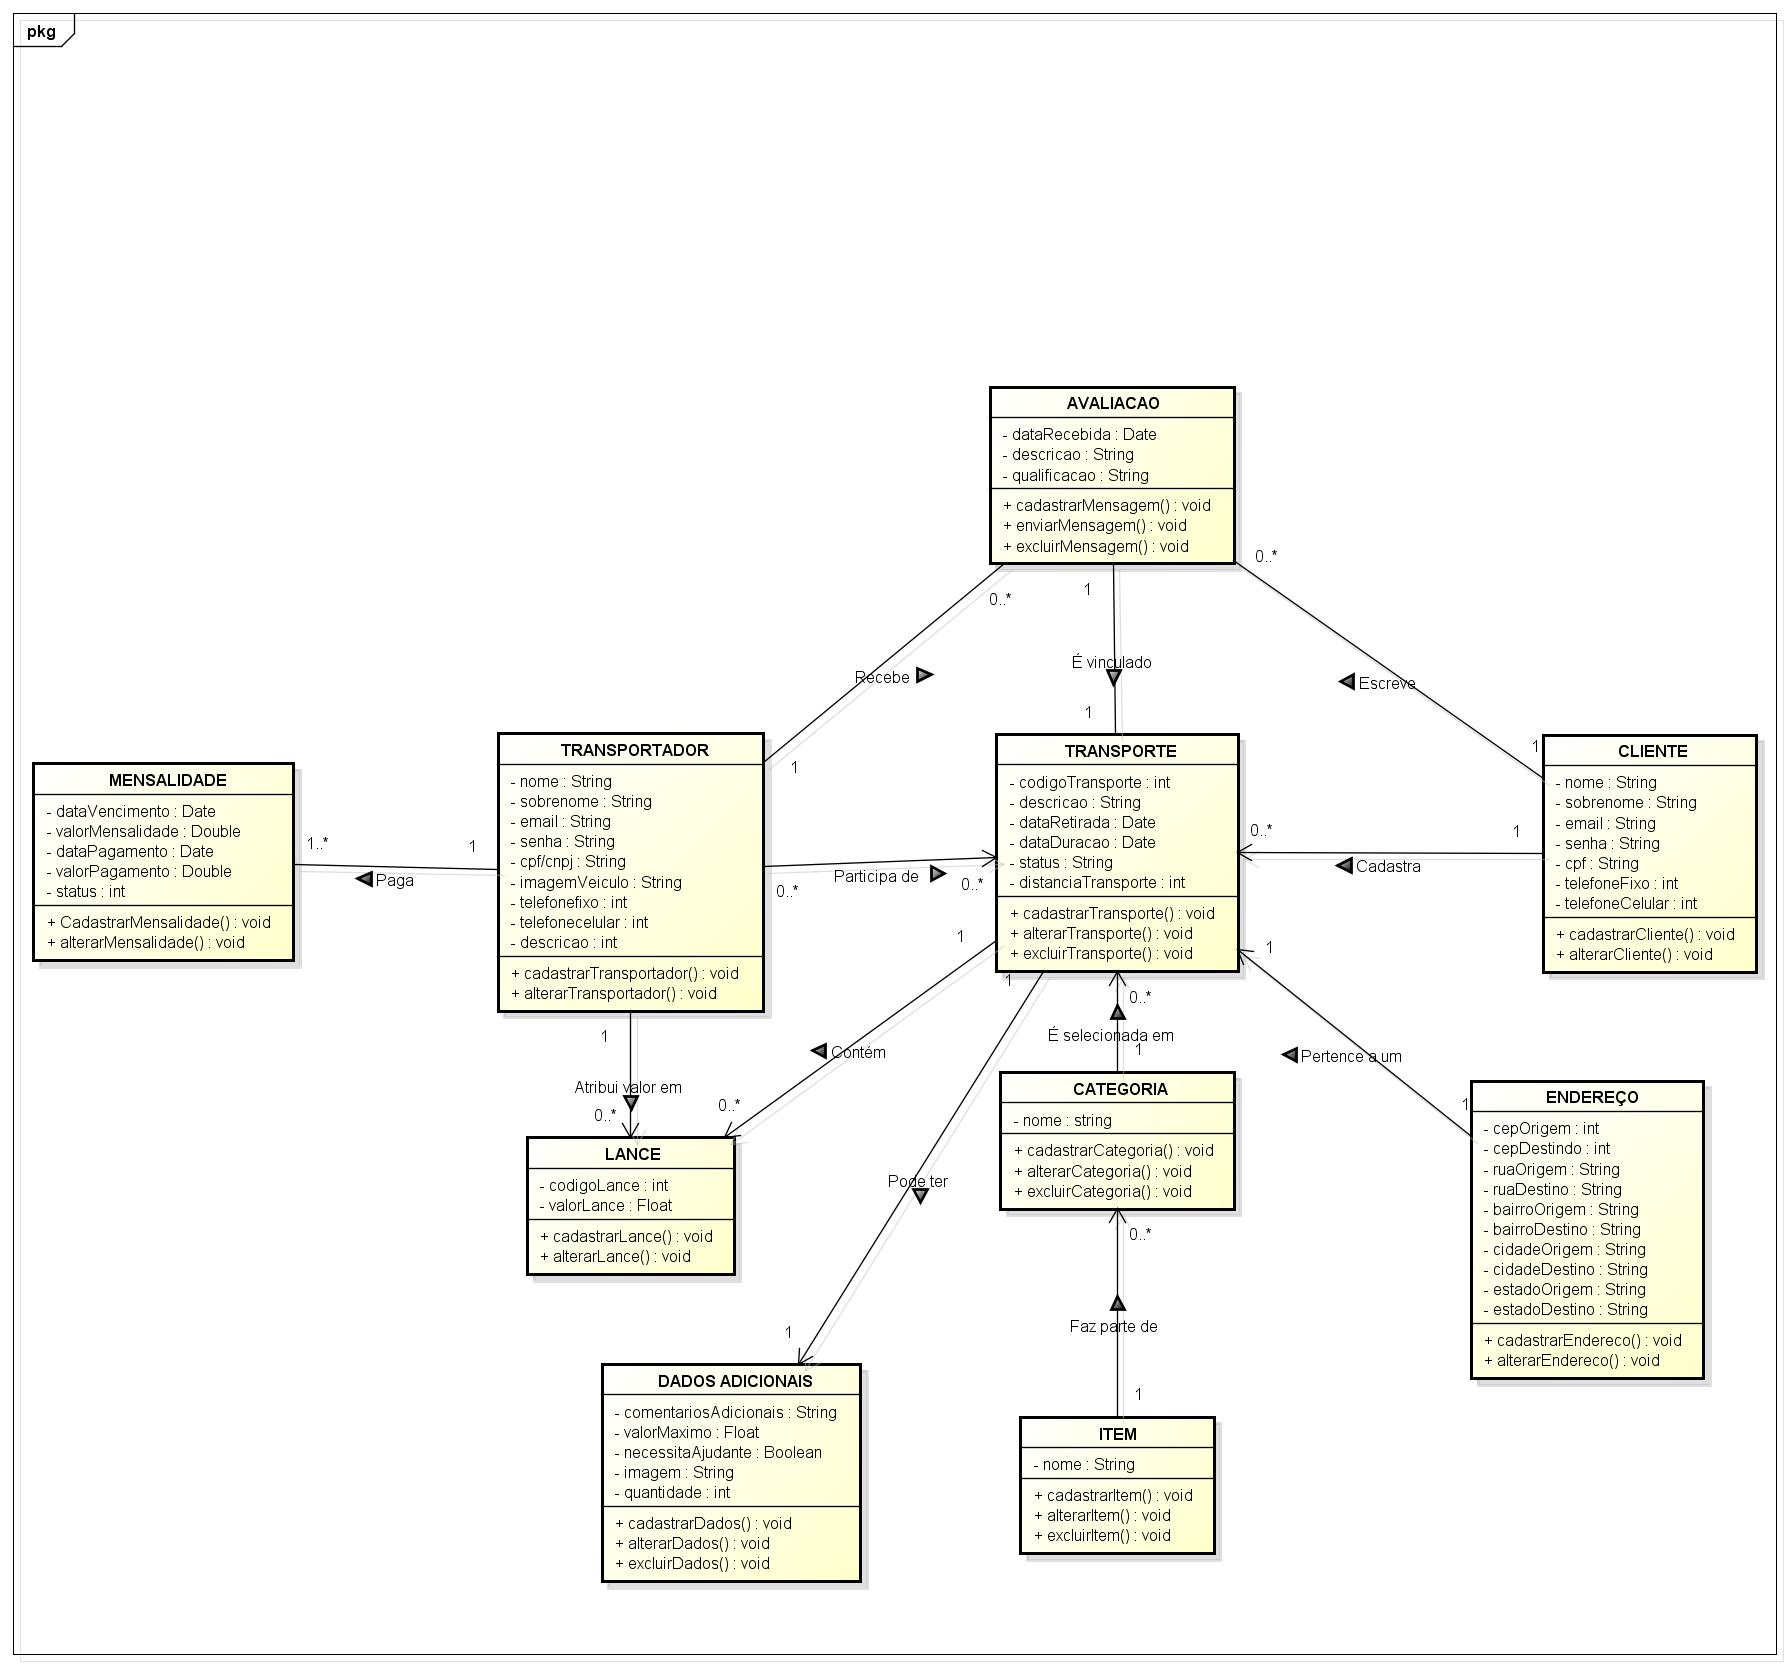 pkg
AVALIACAO
- dataRecebida : Date
- descricao : String
- qualificacao : String
+ cadastrarMensagem() : void
+ enviarMensagem() : void
+ excluirMensagem() : void
0..*
0..*
1
É vinculado
Recebe
Escreve
1
1
1
MENSALIDADE
- dataVencimento : Date
- valorMensalidade : Double
- dataPagamento : Date
- valorPagamento : Double
- status : int
+ CadastrarMensalidade() : void
+ alterarMensalidade() : void
1..*
1
Paga
TRANSPORTADOR
- nome : String
- sobrenome : String
- email : String
- senha : String
- cpf/cnpj : String
- imagemVeiculo : String
- telefonefixo : int
- telefonecelular : int
- descricao : int
+ cadastrarTransportador() : void
+ alterarTransportador() : void
0..*
Participa de
0..*
TRANSPORTE
- codigoTransporte : int
- descricao : String
- dataRetirada : Date
- dataDuracao : Date
- status : String
- distanciaTransporte : int
+ cadastrarTransporte() : void
+ alterarTransporte() : void
+ excluirTransporte() : void
0..*
1
Cadastra
CLIENTE
- nome : String
- sobrenome : String
- email : String
- senha : String
- cpf : String
- telefoneFixo : int
- telefoneCelular : int
+ cadastrarCliente() : void
+ alterarCliente() : void
1
Atribui valor em
0..*
1
Contém
0..*
1
Pode ter
1
0..*
É selecionada em
1
1
Pertence a um
1
LANCE
- codigoLance : int
- valorLance : Float
+ cadastrarLance() : void
+ alterarLance() : void
CATEGORIA
- nome : string
+ cadastrarCategoria() : void
+ alterarCategoria() : void
+ excluirCategoria() : void
ENDEREÇO
- cepOrigem : int
- cepDestindo : int
- ruaOrigem : String
- ruaDestino : String
- bairroOrigem : String
- bairroDestino : String
- cidadeOrigem : String
- cidadeDestino : String
- estadoOrigem : String
- estadoDestino : String
+ cadastrarEndereco() : void
+ alterarEndereco() : void
0..*
Faz parte de
1
DADOS ADICIONAIS
- comentariosAdicionais : String
- valorMaximo : Float
- necessitaAjudante : Boolean
- imagem : String
- quantidade : int
+ cadastrarDados() : void
+ alterarDados() : void
+ excluirDados() : void
ITEM
- nome : String
+ cadastrarItem() : void
+ alterarItem() : void
+ excluirItem() : void